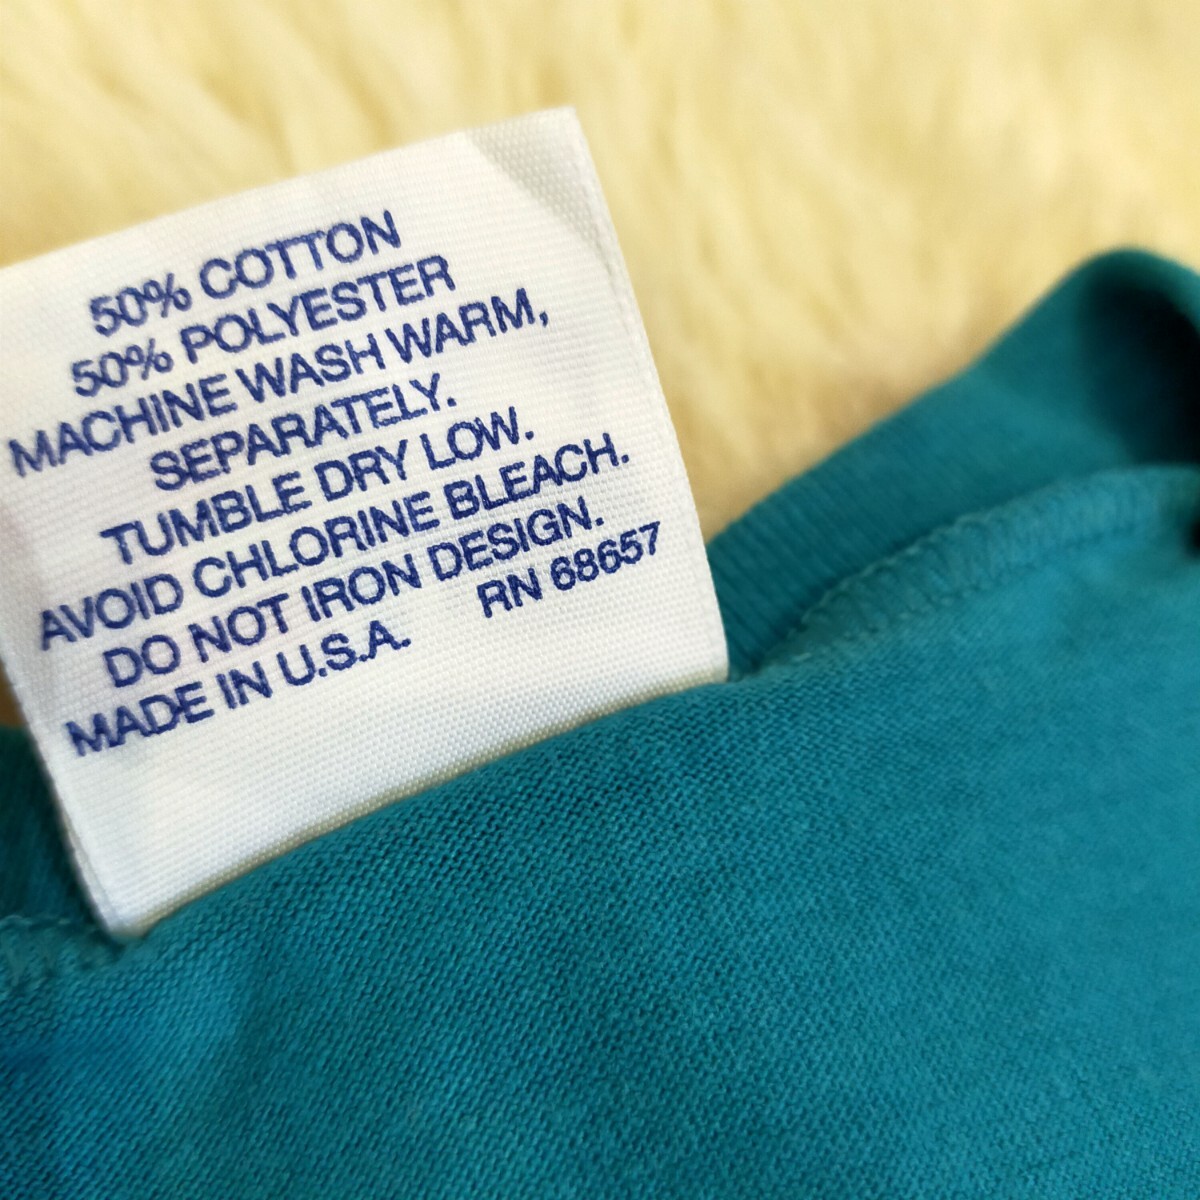 50% COTTON
50% POLYESTER
MACHINE WASH WARM,
SEPARATELY.
TUMBLE DRY LOW.
AVOID CHLORINE BLEACH.
DO NOT IRON DESIGN.
MADE IN U.S.A. RN 68657